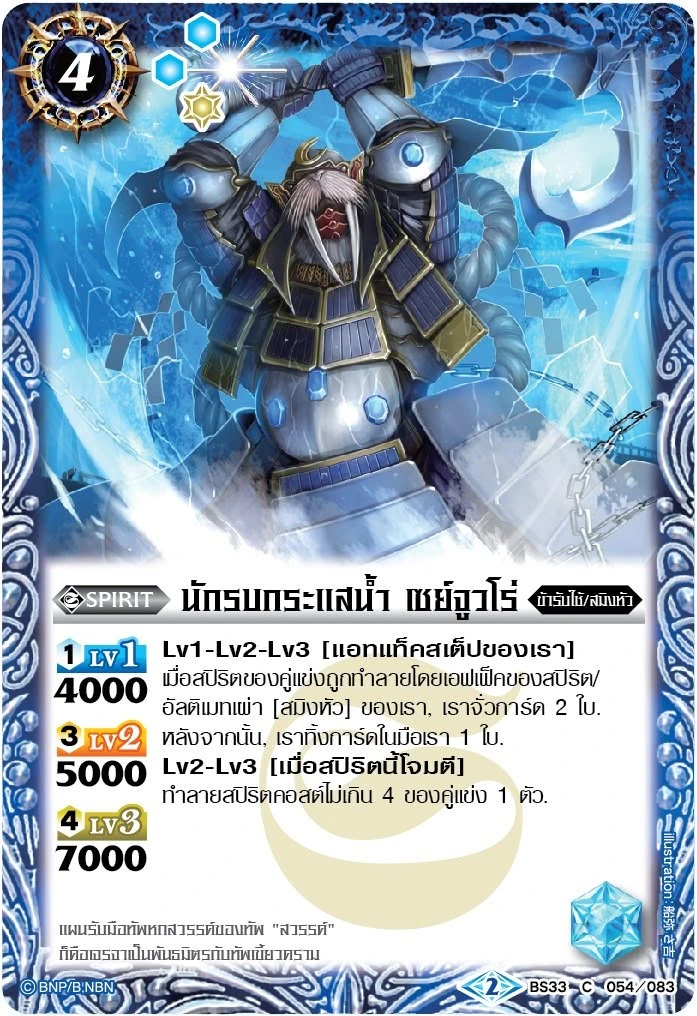 4
SPIRIT นักรบกระแสน้ำ เซย์จูวโร่ ข้ารับใช้/สมิงหัว
1 LV1 4000
3 LV2 5000
4 LV3 7000
Lv1-Lv2-Lv3 [แอทแท็คสเต็ปของเรา]
เมื่อสปิริตของคู่แข่งถูกทำลายโดยเอฟเฟ็คของสปิริต/
อัลติเมทเผ่า [สมิงหัว] ของเรา, เราจั่วการ์ด 2 ใบ.
หลังจากนั้น, เราทิ้งการ์ดในมือเรา 1 ใบ.
Lv2-Lv3 [เมื่อสปิริตนี้โจมตี]
ทำลายสปิริตคอสต์ไม่เกิน 4 ของคู่แข่ง 1 ตัว.
แผนรับมือทัพหกสวรรค์ของทัพ "สวรรค์"
ก็คือเจรจาเป็นพันธมิตรกับทัพเขี้ยวคราม
illustration : 船弥さ吉
©BNP/B,NBN
2 BS33 C 054/083